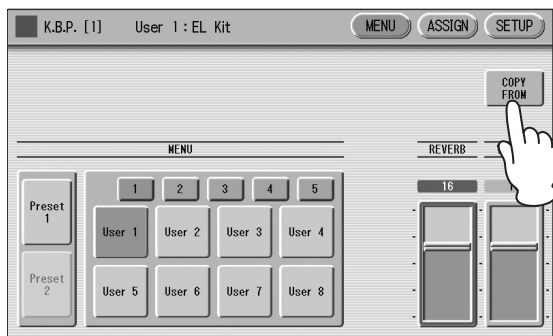 K.B.P. [1] User 1:EL Kit MENU ASSIGN SETUP
COPY
FROM
MENU REVERB
16
1 2 3 4 5
Preset
1
User 1 User 2 User 3 User 4
Preset
2
User 5 User 6 User 7 User 8